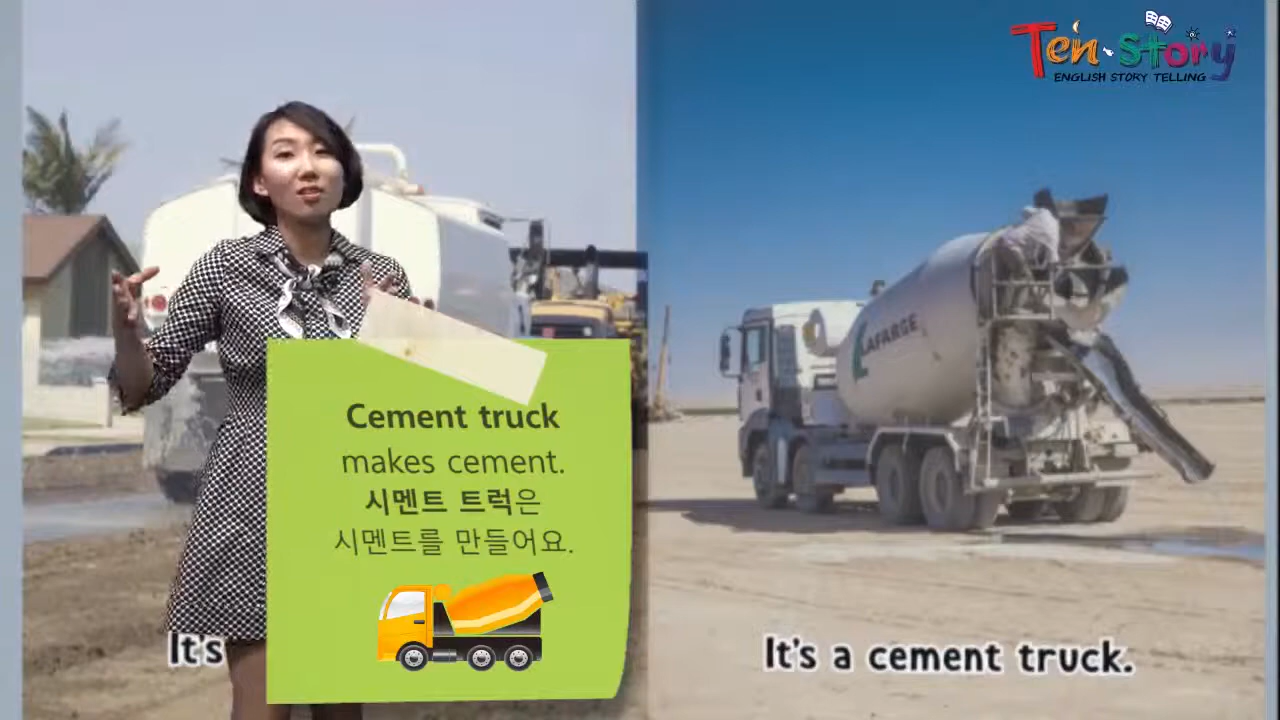 Ten-Story
ENGLISH STORY TELLING
LAFARGE
Cement truck
makes cement.
시멘트 트럭은
시멘트를 만들어요.
It's
It's a cement truck.